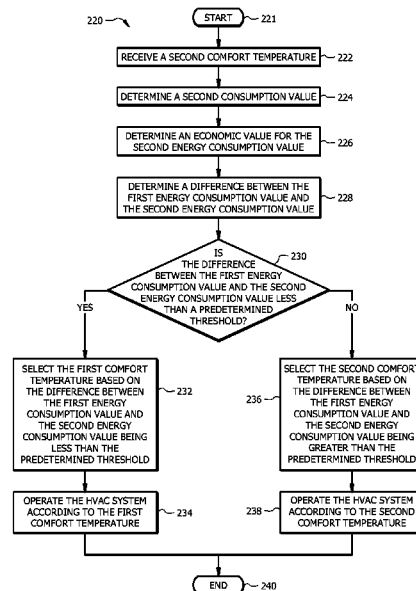 220
START
221
RECEIVE A SECOND COMFORT TEMPERATURE
222
DETERMINE A SECOND CONSUMPTION VALUE
224
DETERMINE AN ECONOMIC VALUE FOR THE
SECOND ENERGY CONSUMPTION VALUE
226
DETERMINE A DIFFERENCE BETWEEN THE
FIRST ENERGY CONSUMPTION VALUE AND
THE SECOND ENERGY CONSUMPTION VALUE
228
IS
THE DIFFERENCE
BETWEEN THE FIRST ENERGY
CONSUMPTION VALUE AND THE SECOND
ENERGY CONSUMPTION VALUE LESS
THAN A PREDETERMINED
THRESHOLD?
230
YES
NO
SELECT THE FIRST COMFORT
TEMPERATURE BASED ON
THE DIFFERENCE BETWEEN
THE FIRST ENERGY
CONSUMPTION VALUE AND
THE SECOND ENERGY
CONSUMPTION VALUE BEING
LESS THAN THE
PREDETERMINED THRESHOLD
232
236
SELECT THE SECOND COMFORT
TEMPERATURE BASED ON
THE DIFFERENCE BETWEEN
THE FIRST ENERGY
CONSUMPTION VALUE AND
THE SECOND ENERGY
CONSUMPTION VALUE BEING
GREATER THAN THE
PREDETERMINED THRESHOLD
OPERATE THE HVAC SYSTEM
ACCORDING TO THE FIRST
COMFORT TEMPERATURE
234
238
OPERATE THE HVAC SYSTEM
ACCORDING TO THE SECOND
COMFORT TEMPERATURE
END
240